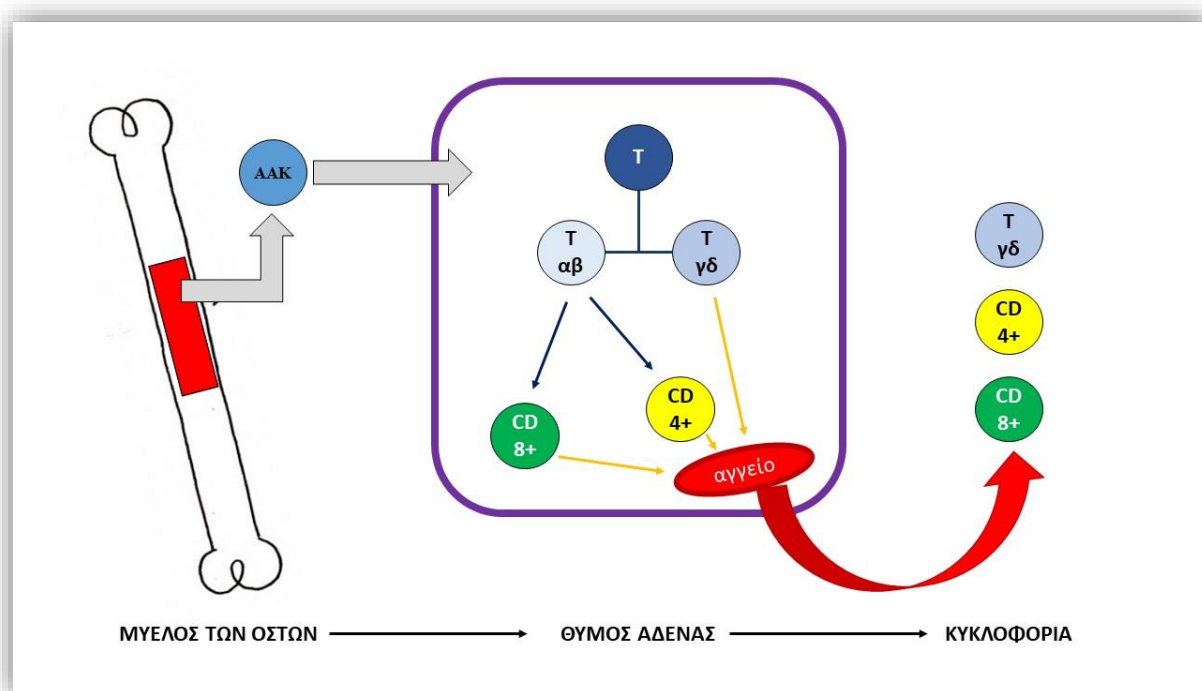 ΑΑΚ
Τ
Τ
αβ
Τ
γδ
CD
8+
CD
4+
αγγείο
Τ
γδ
CD
4+
CD
8+
ΜΥΕΛΟΣ ΤΩΝ ΟΣΤΩΝ
ΘΥΜΟΣ ΑΔΕΝΑΣ
ΚΥΚΛΟΦΟΡΙΑ